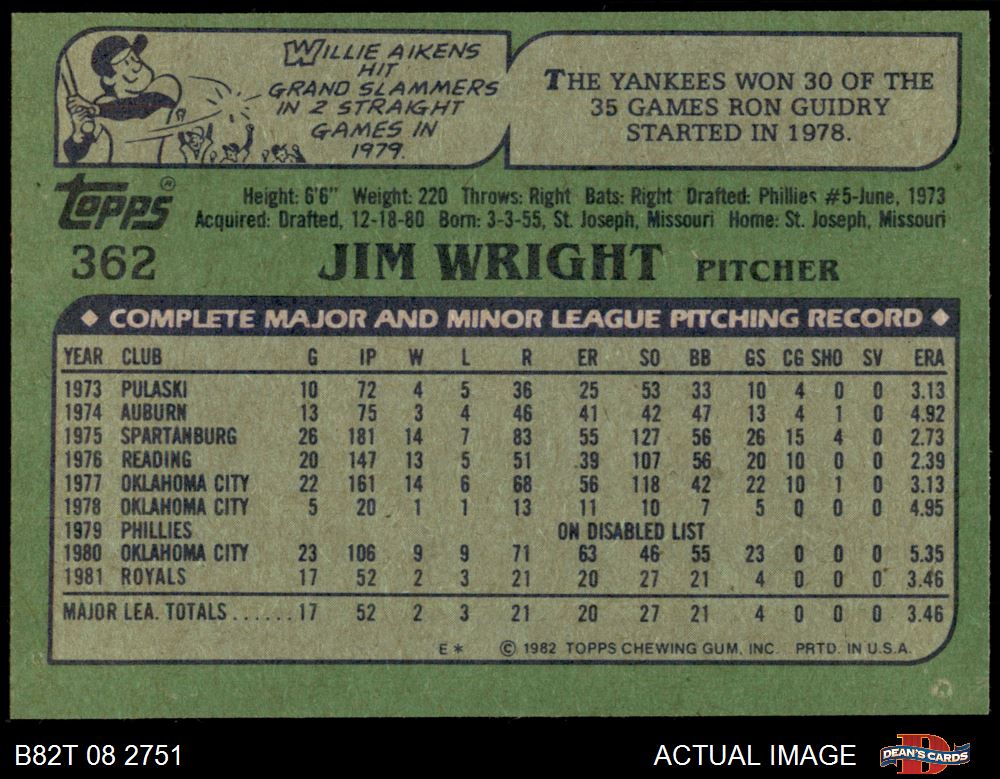 WILLIE AIKENS
HIT
GRAND SLAMMERS
IN 2 STRAIGHT
GAMES IN
1979.
THE YANKEES WON 30 OF THE
35 GAMES RON GUIDRY
STARTED IN 1978.
TOPPS®
Height: 6'6" Weight: 220 Throws: Right Bats: Right Drafted: Phillies #5-June, 1973
Acquired: Drafted, 12-18-80 Born: 3-3-55, St. Joseph, Missouri Home: St. Joseph, Missouri
362 JIM WRIGHT PITCHER
◆ COMPLETE MAJOR AND MINOR LEAGUE PITCHING RECORD ◆
YEAR CLUB G IP W L R ER SO BB GS CG SHO SV ERA
1973 PULASKI 10 72 4 5 36 25 53 33 10 4 0 0 3.13
1974 AUBURN 13 75 3 4 46 41 42 47 13 4 1 0 4.92
1975 SPARTANBURG 26 181 14 7 83 55 127 56 26 15 4 0 2.73
1976 READING 20 147 13 5 51 39 107 56 20 10 0 0 2.39
1977 OKLAHOMA CITY 22 161 14 6 68 56 118 42 22 10 1 0 3.13
1978 OKLAHOMA CITY 5 20 1 1 13 11 10 7 5 0 0 0 4.95
1979 PHILLIES ON DISABLED LIST
1980 OKLAHOMA CITY 23 106 9 9 71 63 46 55 23 0 0 0 5.35
1981 ROYALS 17 52 2 3 21 20 27 21 4 0 0 0 3.46
MAJOR LEA. TOTALS......17 52 2 3 21 20 27 21 4 0 0 0 3.46
E* © 1982 TOPPS CHEWING GUM, INC. PRTD. IN U.S.A.
B82T 08 2751 ACTUAL IMAGE DEAN'S CARDS